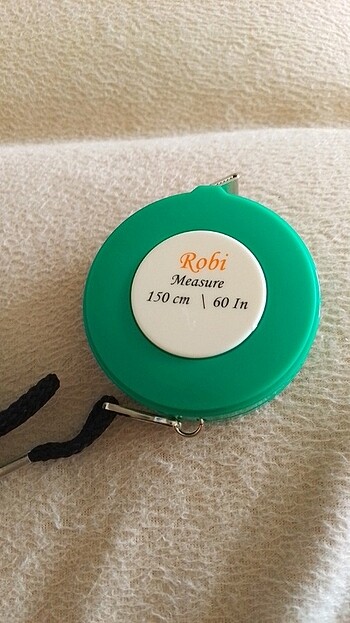 Robi
Measure
150 cm \ 60 In